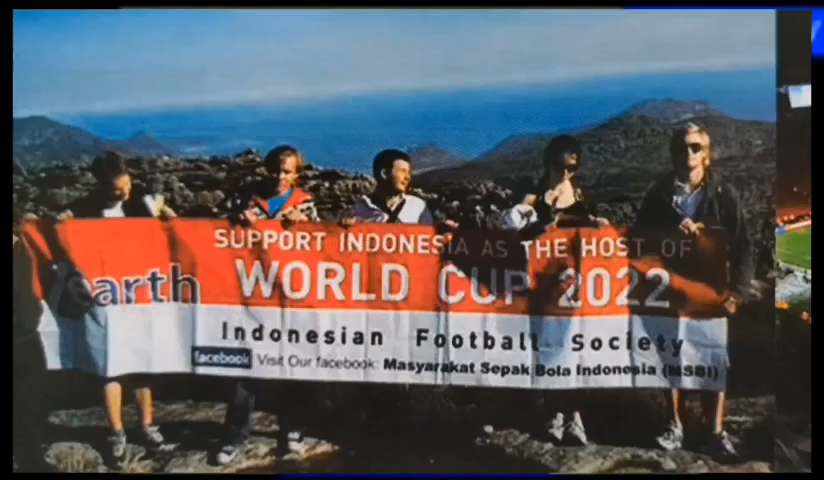 SUPPORT INDONESIA AS THE HOST OF
earth WORLD CUP 2022
Indonesian Football Society
facebook Visit Our facebook: Masyarakat Sepak Bola Indonesia (MSBI)